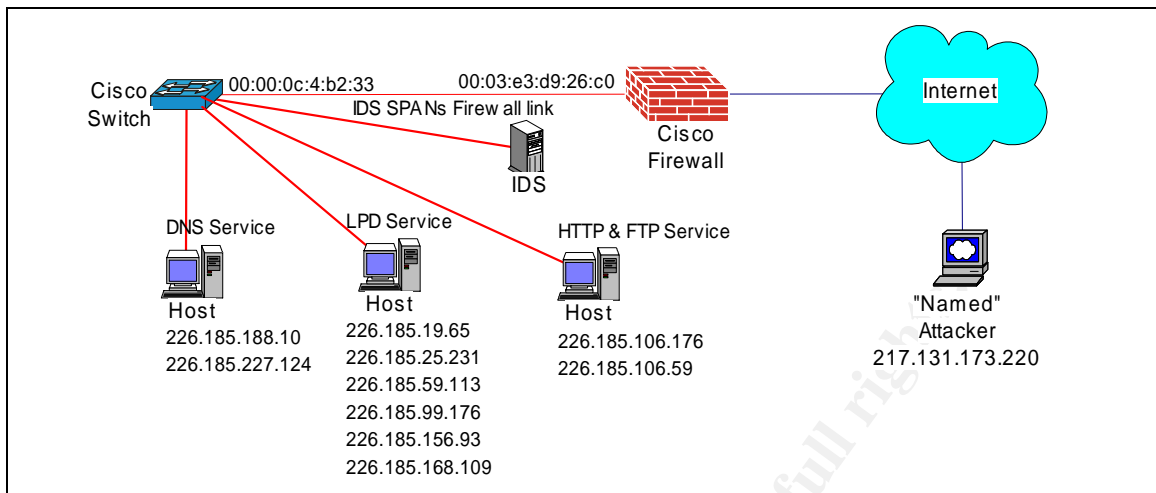 Cisco
Switch
00:00:0c:4:b2:33
00:03:e3:d9:26:c0
IDS SPANs Firewall link
IDS
Cisco
Firewall
Internet
DNS Service
Host
226.185.188.10
226.185.227.124
LPD Service
Host
226.185.19.65
226.185.25.231
226.185.59.113
226.185.99.176
226.185.156.93
226.185.168.109
HTTP & FTP Service
Host
226.185.106.176
226.185.106.59
"Named"
Attacker
217.131.173.220
full right